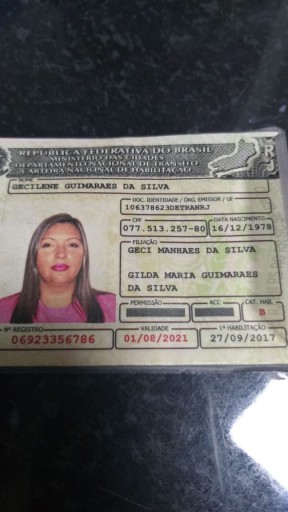 REPÚBLICA FEDERATIVA DO BRASIL
MINISTÉRIO DAS CIDADES
DEPARTAMENTO NACIONAL DE TRÂNSITO
CARTEIRA NACIONAL DE HABILITAÇÃO
RJ
NOME
GECILENE GUIMARAES DA SILVA
DOC. IDENTIDADE / ÓRG. EMISSOR / UF
106378623DETRANRJ
CPF
077.513.257-80
DATA NASCIMENTO
16/12/1978
FILIAÇÃO
GECI MANHAES DA SILVA
GILDA MARIA GUIMARAES
DA SILVA
PERMISSÃO
ACC
CAT. HAB.
B
Nº REGISTRO
06923356786
VALIDADE
01/08/2021
1ª HABILITAÇÃO
27/09/2017